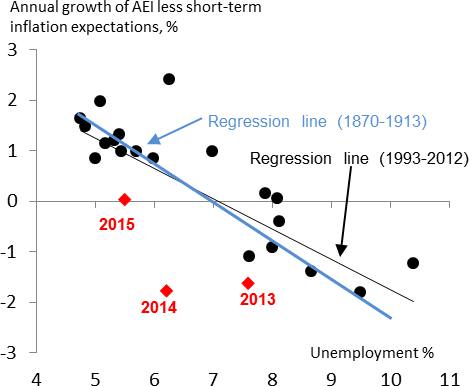 Annual growth of AEI less short-term
inflation expectations, %
3
2
Regression line (1870-1913)
1
Regression line (1993-2012)
0
2015
-1
2014
2013
-2
Unemployment %
-3
4 5 6 7 8 9 10 11